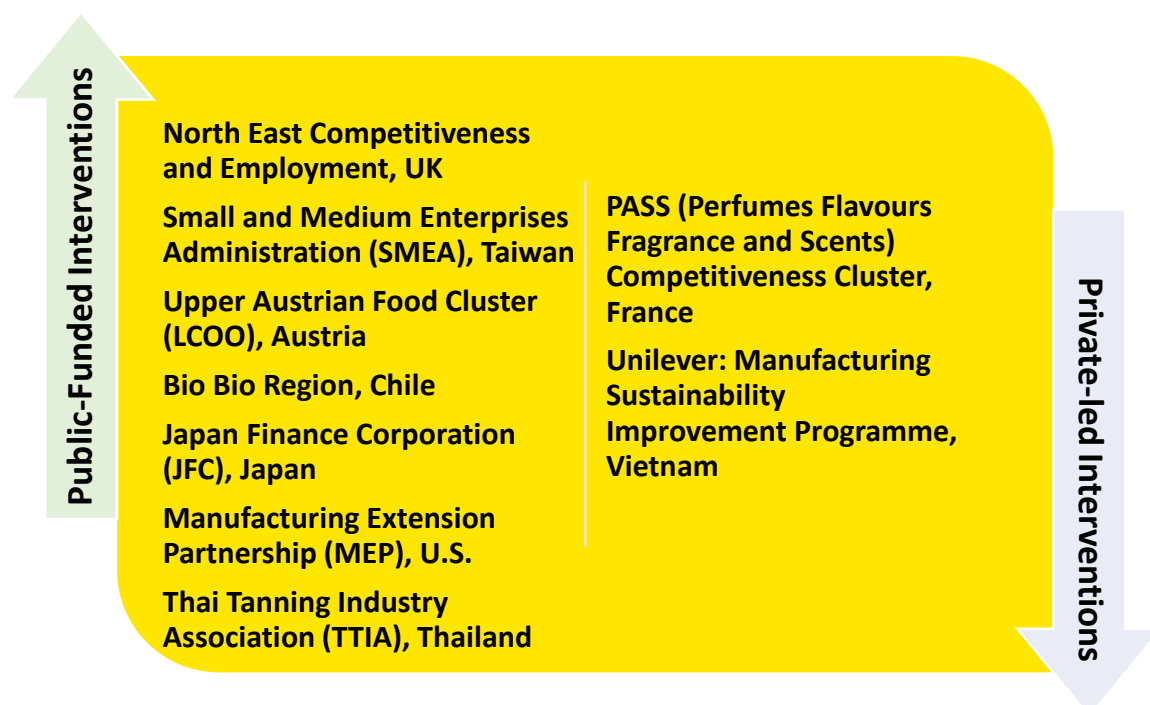 Public-Funded Interventions
North East Competitiveness
and Employment, UK
Small and Medium Enterprises
Administration (SMEA), Taiwan
Upper Austrian Food Cluster
(LCOO), Austria
Bio Bio Region, Chile
Japan Finance Corporation
(JFC), Japan
Manufacturing Extension
Partnership (MEP), U.S.
Thai Tanning Industry
Association (TTIA), Thailand
PASS (Perfumes Flavours
Fragrance and Scents)
Competitiveness Cluster,
France
Unilever: Manufacturing
Sustainability
Improvement Programme,
Vietnam
Private-led Interventions